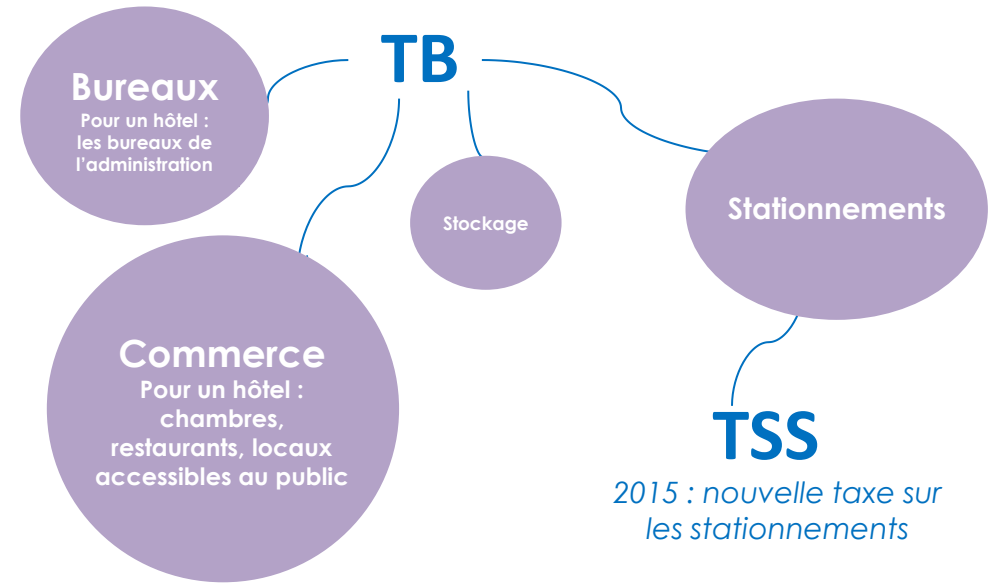 TB
Bureaux
Pour un hôtel :
les bureaux de
l'administration
Stockage
Stationnements
Commerce
Pour un hôtel :
chambres,
restaurants, locaux
accessibles au public
TSS
2015 : nouvelle taxe sur
les stationnements